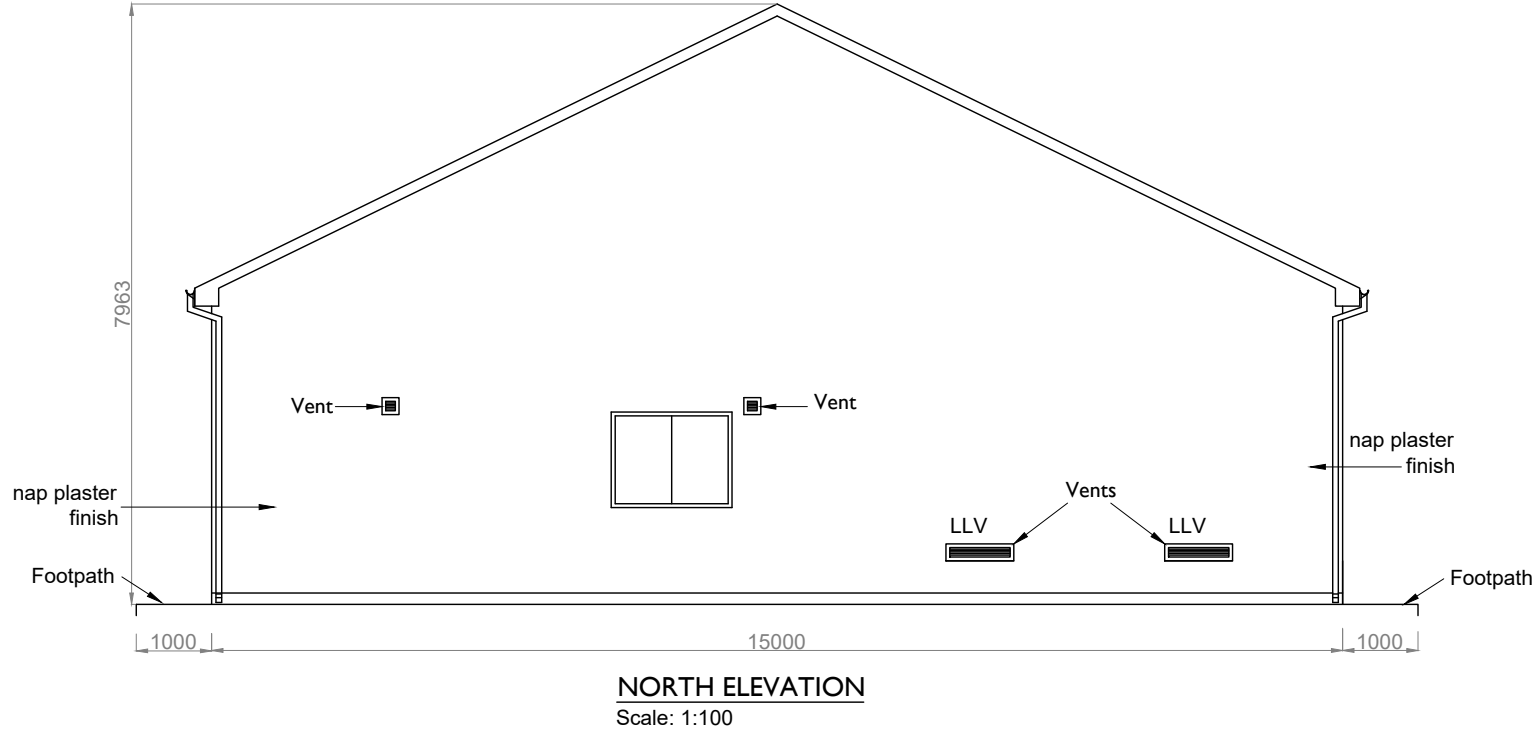 7963
Vent
Vent
nap plaster
finish
nap plaster
finish
Vents
LLV
LLV
Footpath
Footpath
1000
15000
1000
NORTH ELEVATION
Scale: 1:100